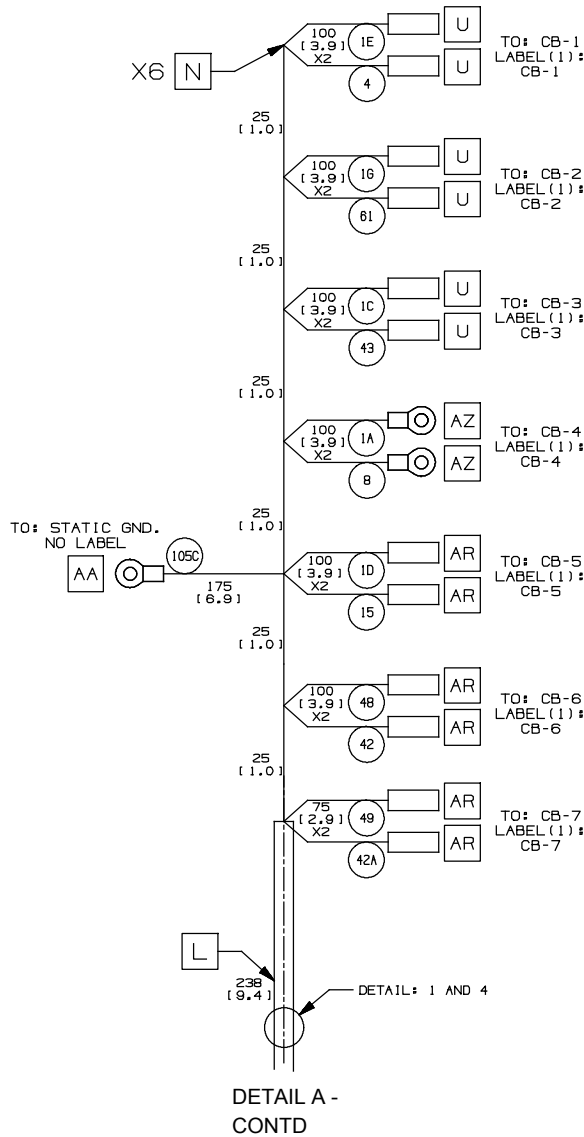 X6 N
100
[3.9]
X2
1E
4
U
U
TO: CB-1
LABEL(1):
CB-1
25
[1.0]
100
[3.9]
X2
1G
61
U
U
TO: CB-2
LABEL(1):
CB-2
25
[1.0]
100
[3.9]
X2
1C
43
U
U
TO: CB-3
LABEL(1):
CB-3
25
[1.0]
100
[3.9]
X2
1A
8
AZ
AZ
TO: CB-4
LABEL(1):
CB-4
25
[1.0]
TO: STATIC GND.
NO LABEL
AA
105C
175
[6.9]
100
[3.9]
X2
1D
15
AR
AR
TO: CB-5
LABEL(1):
CB-5
25
[1.0]
100
[3.9]
X2
48
42
AR
AR
TO: CB-6
LABEL(1):
CB-6
25
[1.0]
75
[2.9]
X2
49
42A
AR
AR
TO: CB-7
LABEL(1):
CB-7
L
238
[9.4]
DETAIL: 1 AND 4
DETAIL A -
CONTD